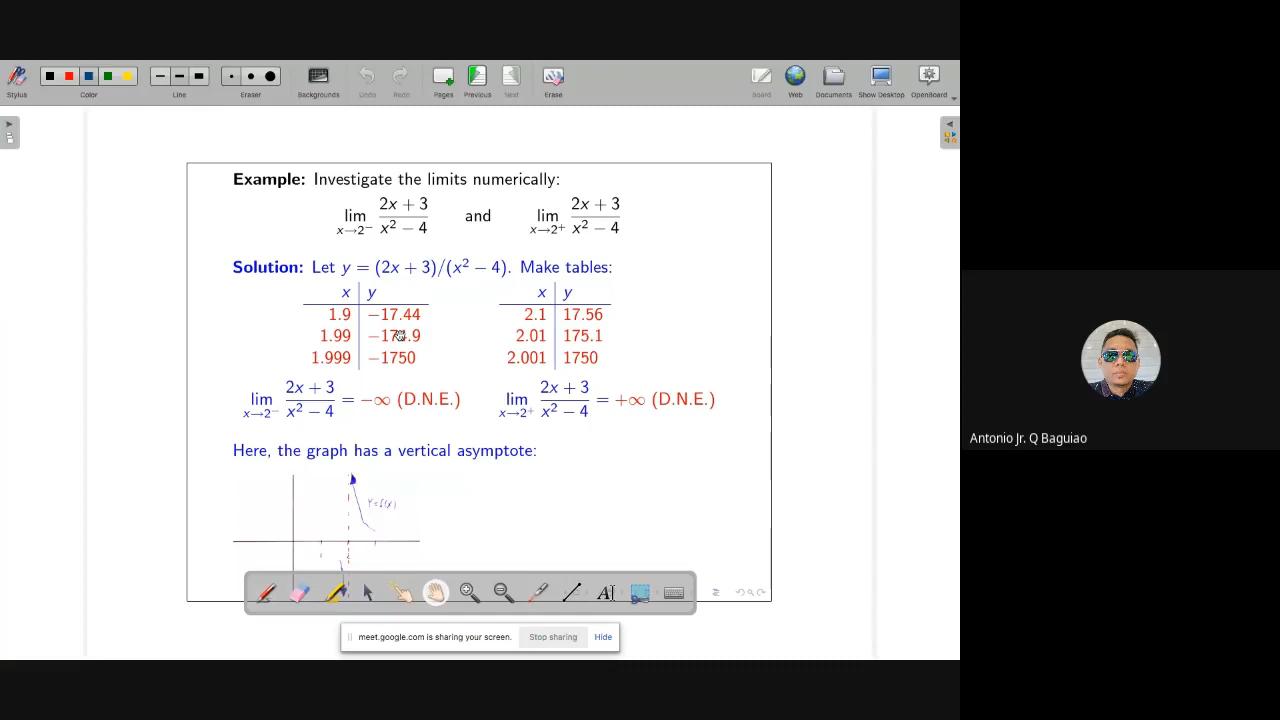 Stylus Color Line Eraser Backgrounds Undo Redo Pages Previous Next Erase Board Web Documents Show Desktop OpenBoard
Example: Investigate the limits numerically:
lim x→2⁻ (2x + 3)/(x² − 4) and lim x→2⁺ (2x + 3)/(x² − 4)
Solution: Let y = (2x + 3)/(x² − 4). Make tables:
x y x y
1.9 −17.44 2.1 17.56
1.99 2.01 175.1
1.999 −1750 2.001 1750
lim x→2⁻ (2x + 3)/(x² − 4) = −∞ (D.N.E.) lim x→2⁺ (2x + 3)/(x² − 4) = +∞ (D.N.E.)
Here, the graph has a vertical asymptote:
Y=f(x)
Antonio Jr. Q Baguiao
meet.google.com is sharing your screen. Stop sharing Hide